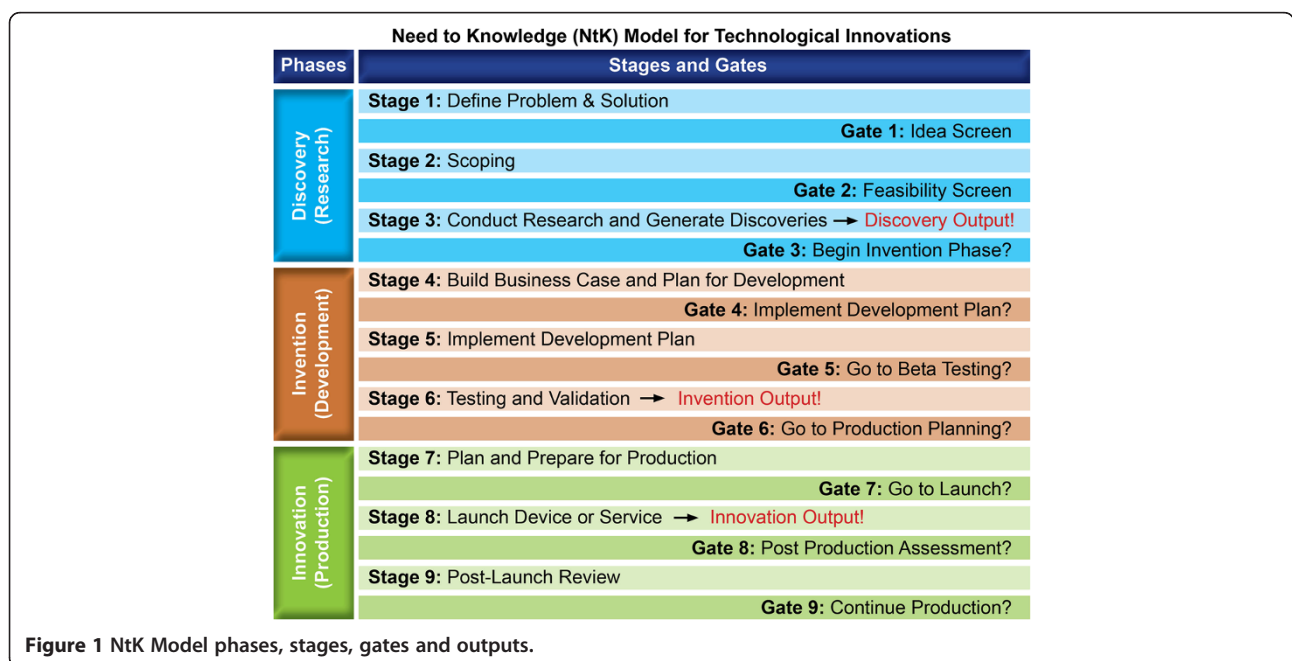 Need to Knowledge (NtK) Model for Technological Innovations
Phases
Stages and Gates
Discovery
(Research)
Stage 1: Define Problem & Solution
Gate 1: Idea Screen
Stage 2: Scoping
Gate 2: Feasibility Screen
Stage 3: Conduct Research and Generate Discoveries → Discovery Output!
Gate 3: Begin Invention Phase?
Invention
(Development)
Stage 4: Build Business Case and Plan for Development
Gate 4: Implement Development Plan?
Stage 5: Implement Development Plan
Gate 5: Go to Beta Testing?
Stage 6: Testing and Validation → Invention Output!
Gate 6: Go to Production Planning?
Innovation
(Production)
Stage 7: Plan and Prepare for Production
Gate 7: Go to Launch?
Stage 8: Launch Device or Service → Innovation Output!
Gate 8: Post Production Assessment?
Stage 9: Post-Launch Review
Gate 9: Continue Production?
Figure 1 NtK Model phases, stages, gates and outputs.